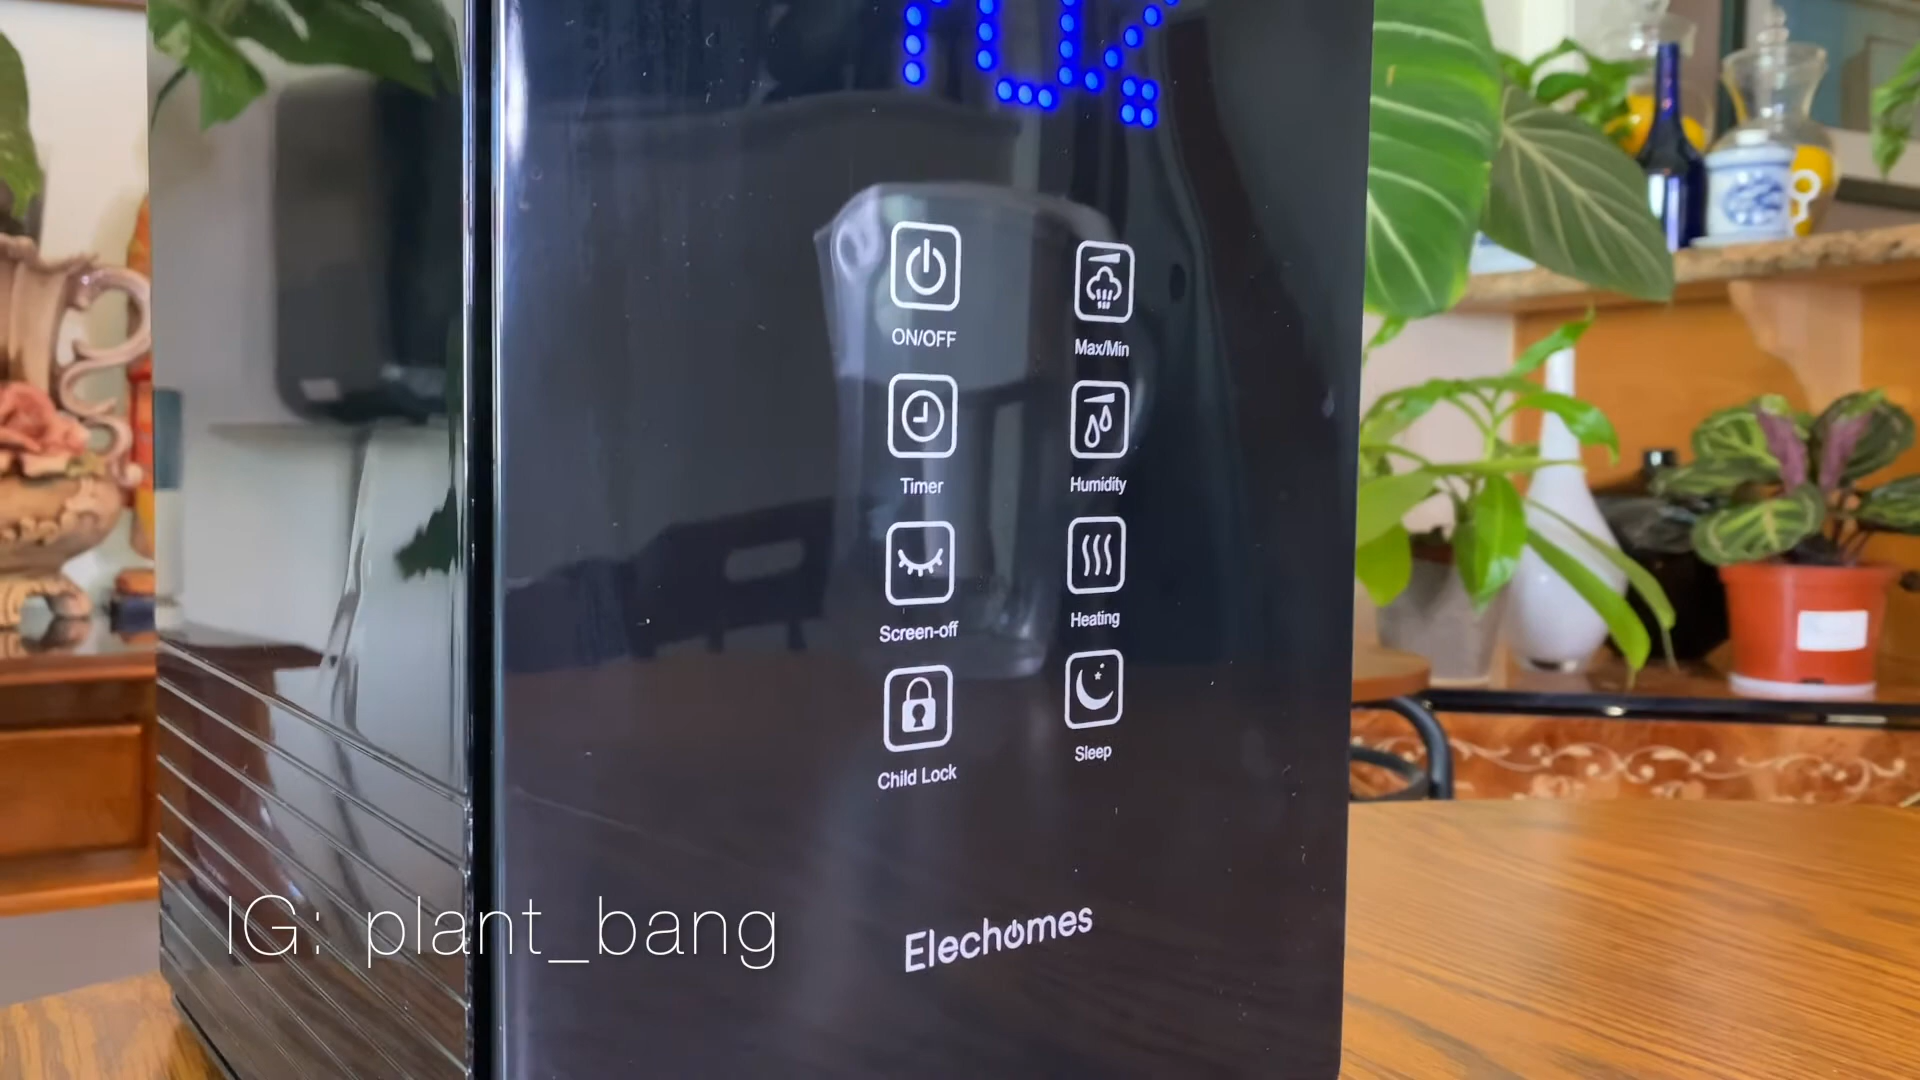 ON/OFF
Max/Min
Timer
Humidity
Screen-off
Heating
Child Lock
Sleep
Elechomes
IG: plant_bang